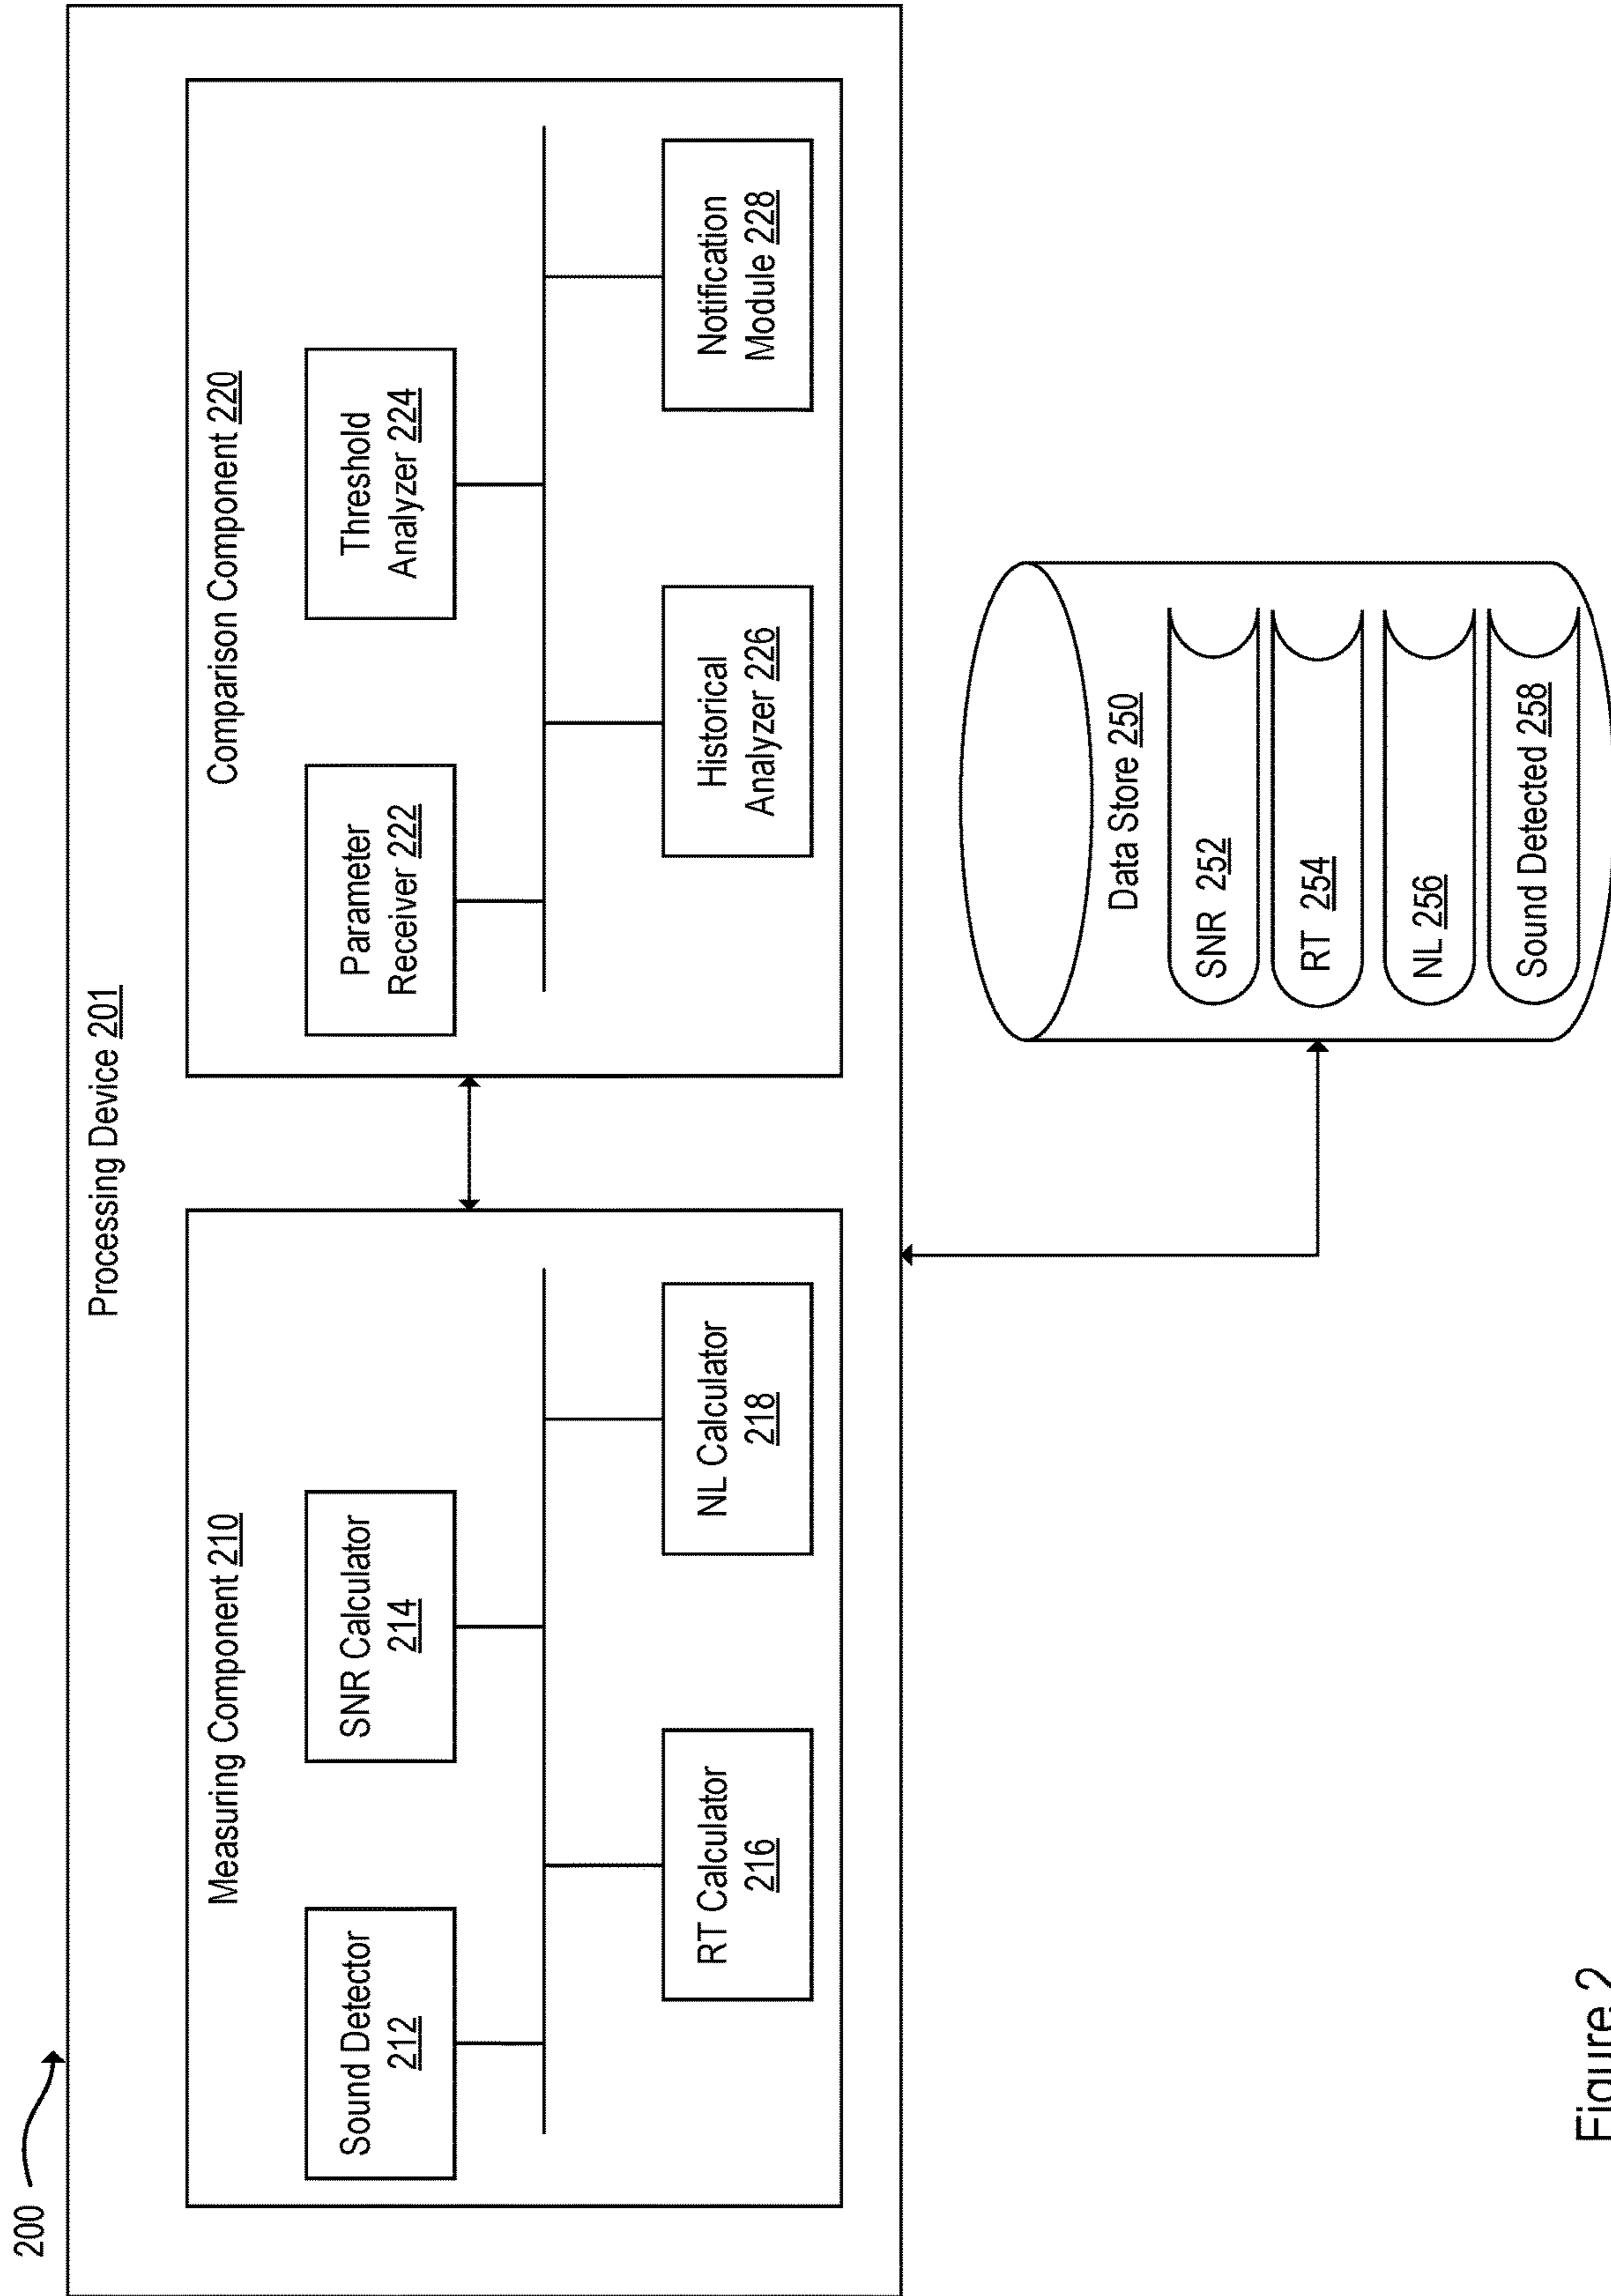 200
Processing Device 201
Measuring Component 210
Sound Detector
212
SNR Calculator
214
RT Calculator
216
NL Calculator
218
Comparison Component 220
Parameter
Receiver 222
Threshold
Analyzer 224
Historical
Analyzer 226
Notification
Module 228
Data Store 250
SNR 252
RT 254
NL 256
Sound Detected 258
Figure 2